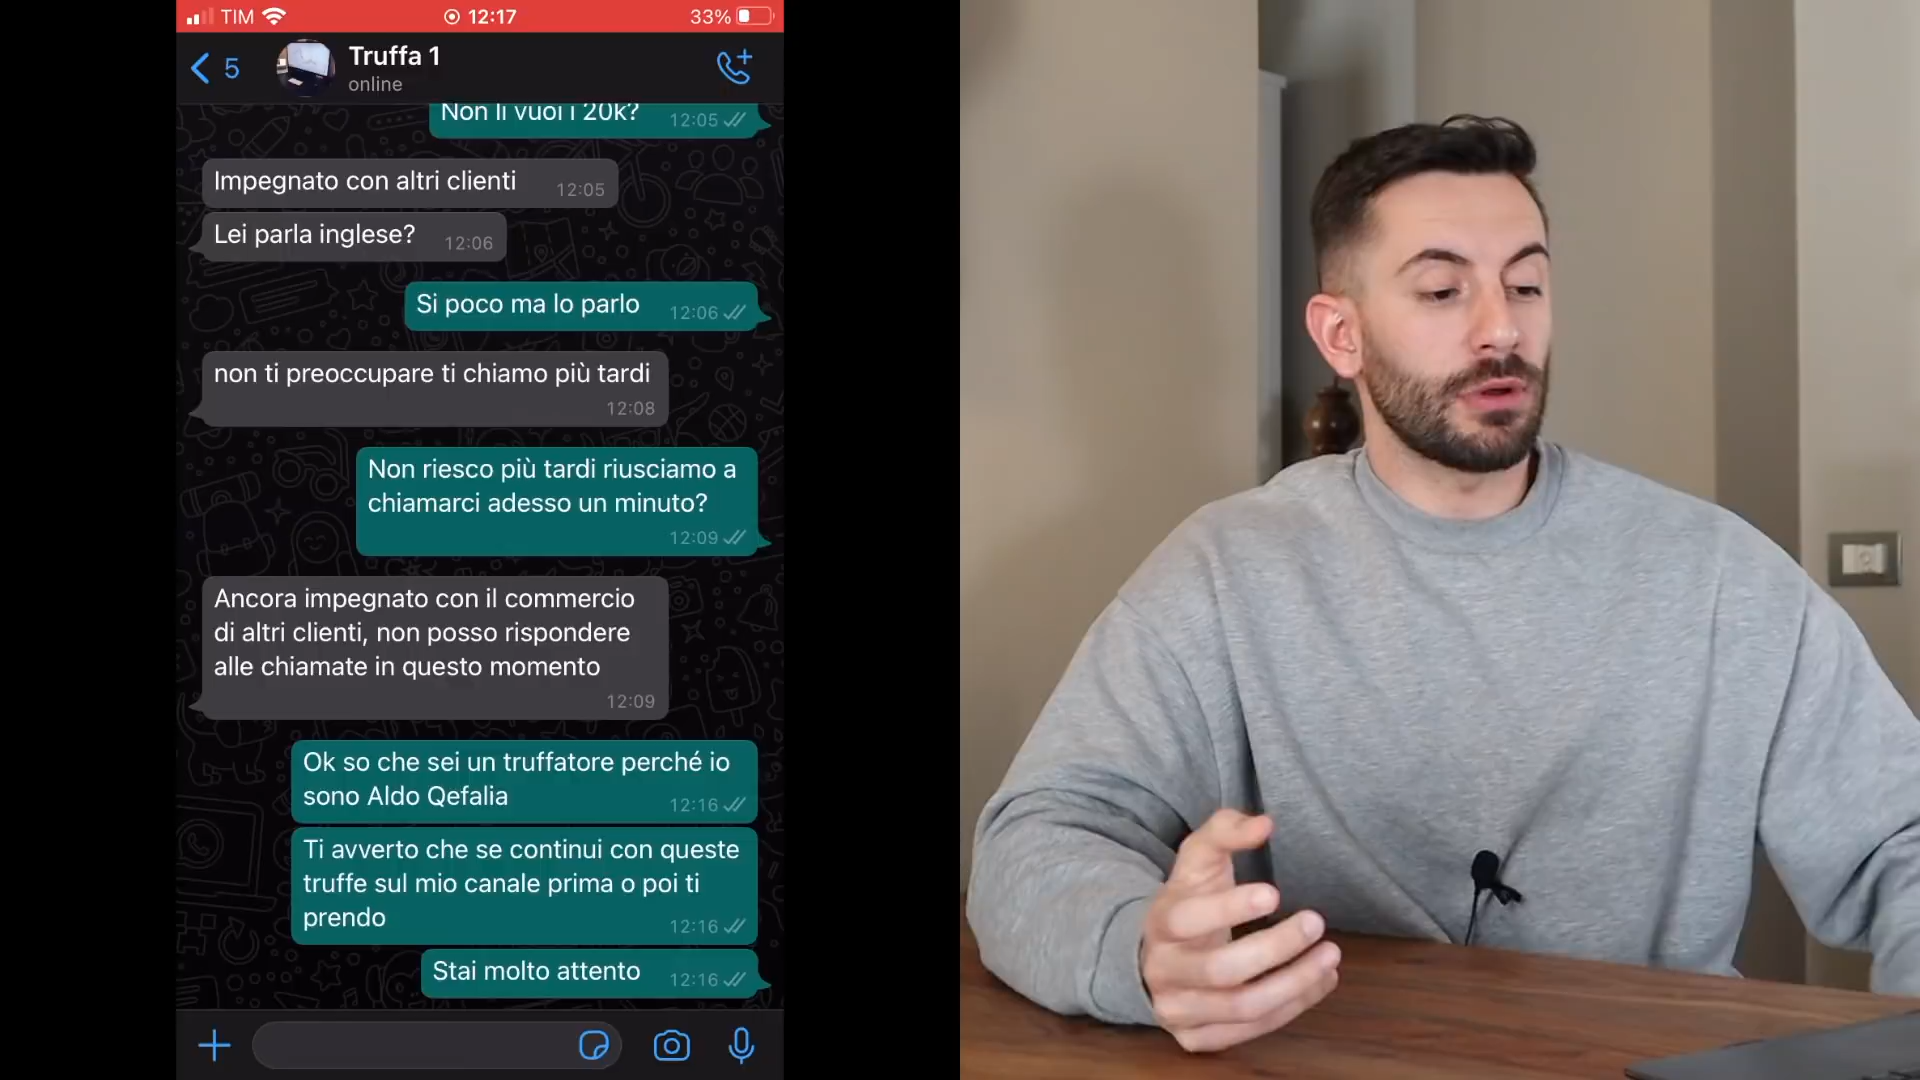 TIM 12:17 33%
5 Truffa 1
online
Non li vuoi i 20k? 12:05
Impegnato con altri clienti 12:05
Lei parla inglese? 12:06
Si poco ma lo parlo 12:06
non ti preoccupare ti chiamo più tardi
12:08
Non riesco più tardi riusciamo a
chiamarci adesso un minuto?
12:09
Ancora impegnato con il commercio
di altri clienti, non posso rispondere
alle chiamate in questo momento
12:09
Ok so che sei un truffatore perché io
sono Aldo Qefalia 12:16
Ti avverto che se continui con queste
truffe sul mio canale prima o poi ti
prendo 12:16
Stai molto attento 12:16